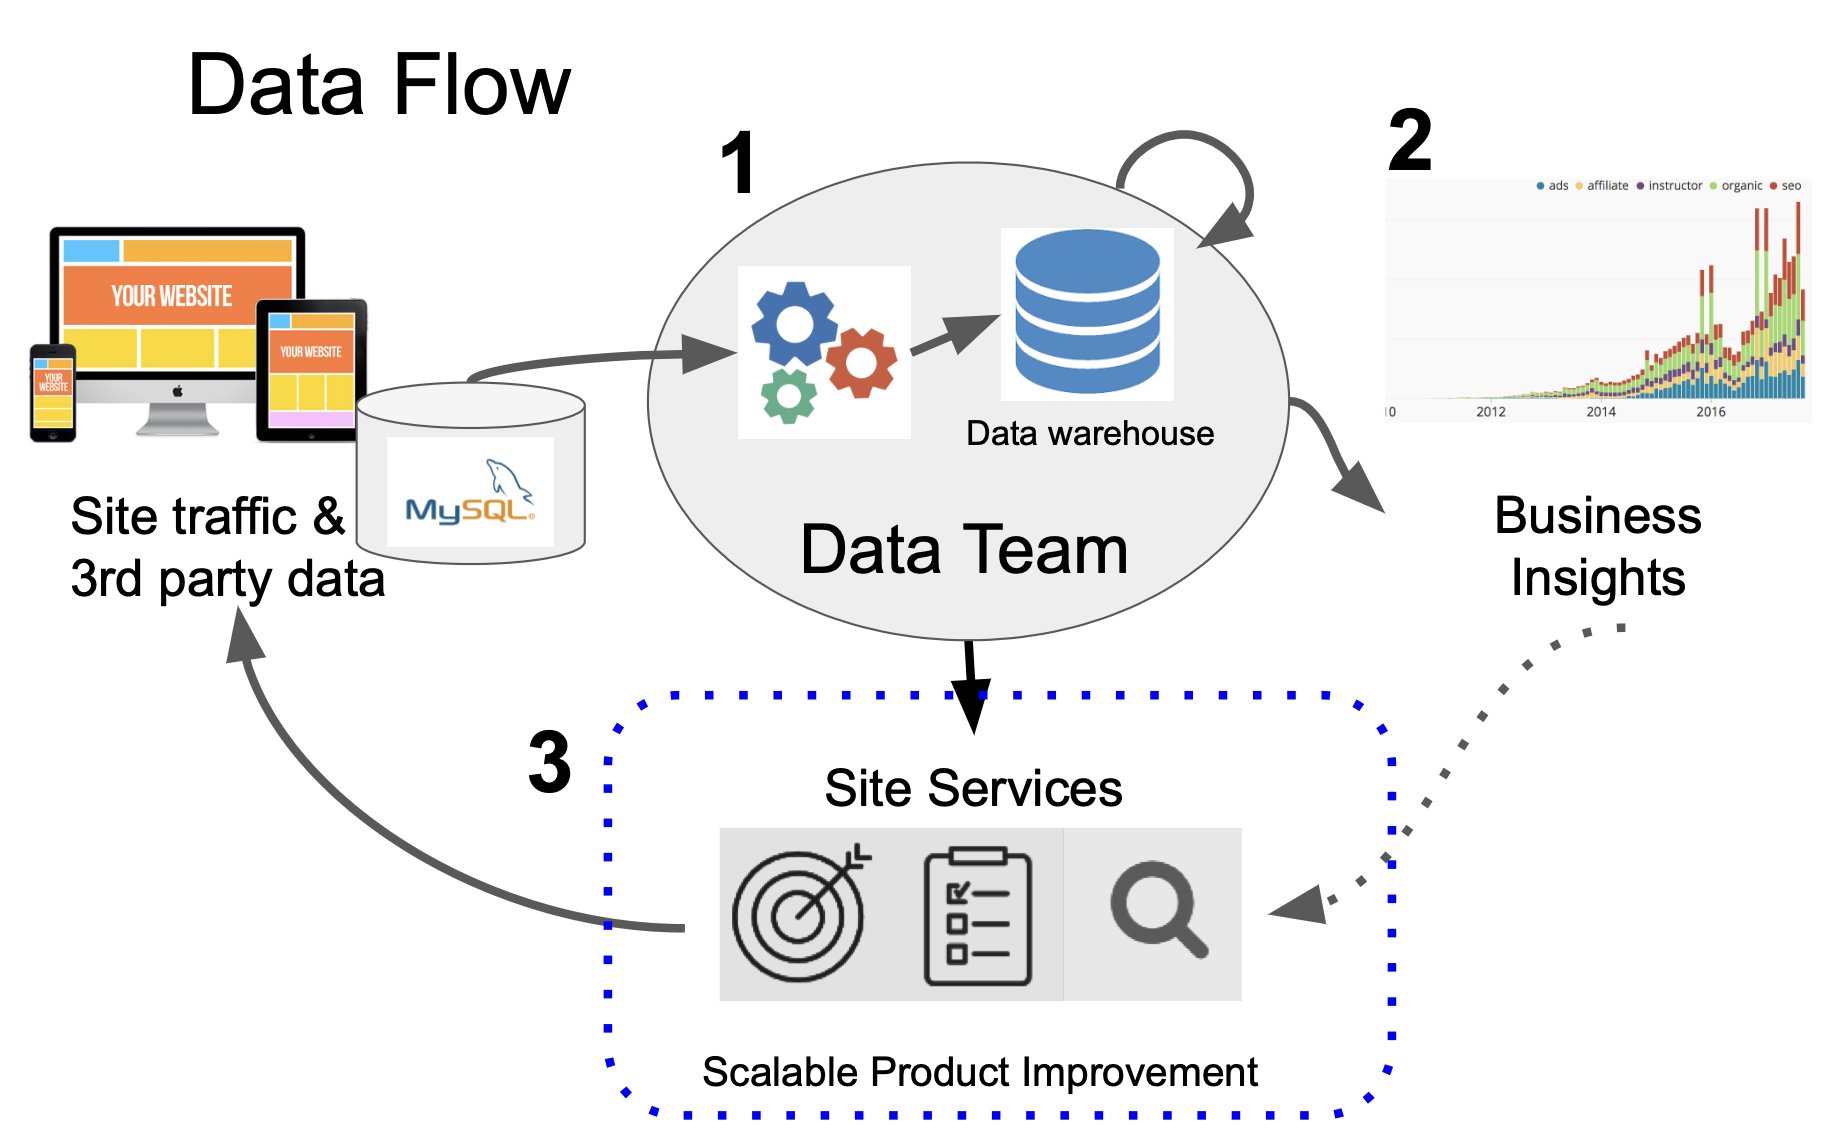 Data Flow
1
2
ads affiliate instructor organic seo
YOUR WEBSITE
YOUR WEBSITE
YOUR
WEBSITE
10
2012
2014
2016
Data warehouse
MySQL®
Site traffic &
3rd party data
Data Team
Business
Insights
3
Site Services
Scalable Product Improvement